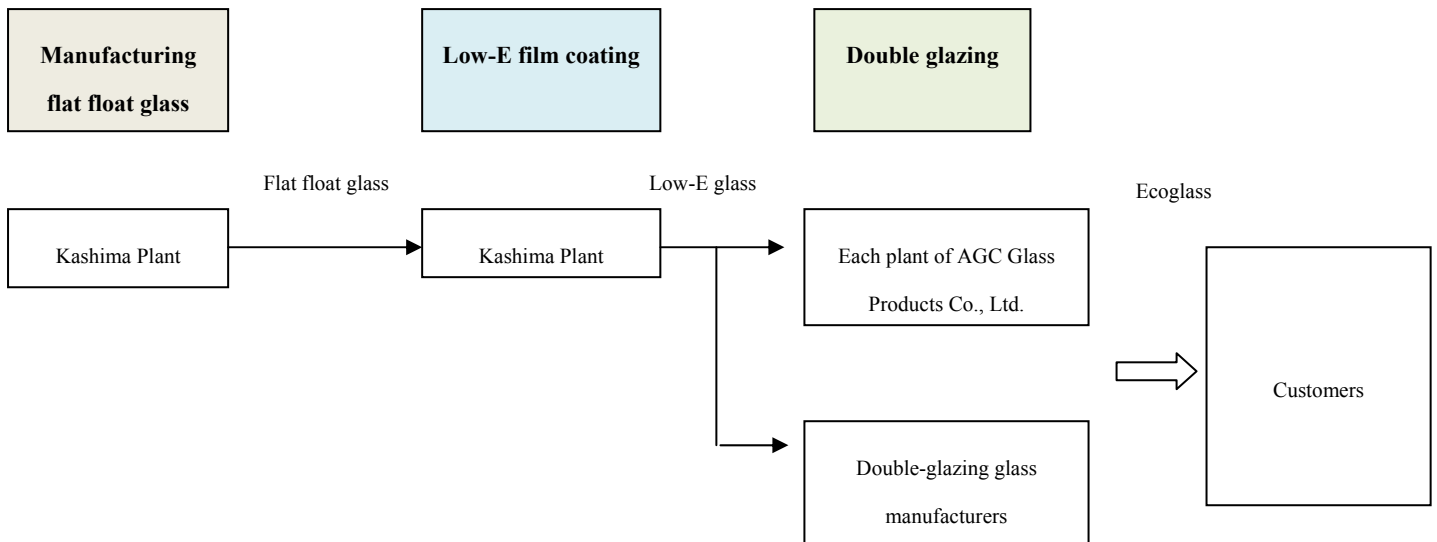 Manufacturing
flat float glass
Low-E film coating
Double glazing
Flat float glass
Low-E glass
Ecoglass
Kashima Plant
Kashima Plant
Each plant of AGC Glass
Products Co., Ltd.
Customers
Double-glazing glass
manufacturers